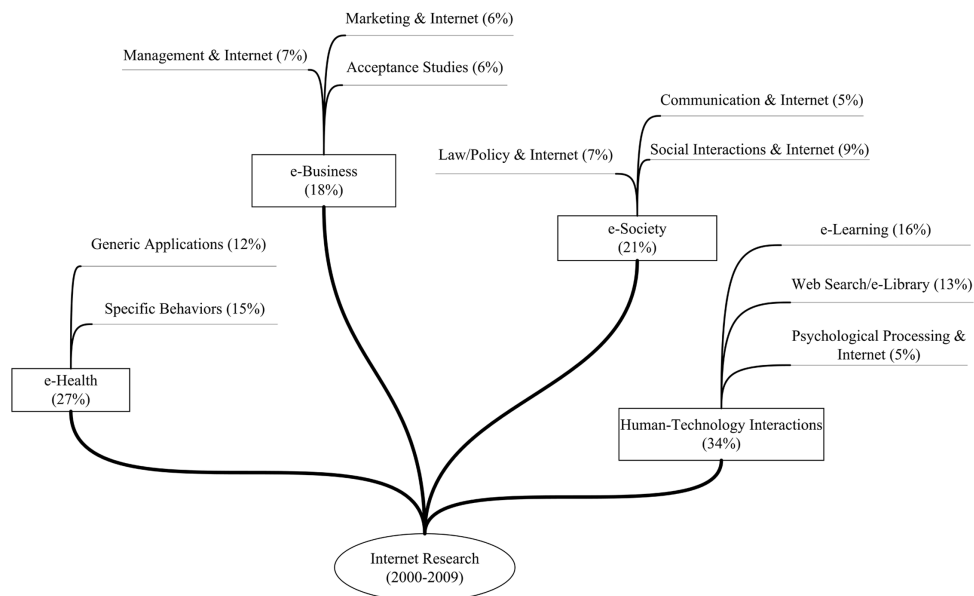 Marketing & Internet (6%)
Management & Internet (7%)
Acceptance Studies (6%)
e-Business
(18%)
Communication & Internet (5%)
Law/Policy & Internet (7%)
Social Interactions & Internet (9%)
e-Society
(21%)
Generic Applications (12%)
Specific Behaviors (15%)
e-Health
(27%)
e-Learning (16%)
Web Search/e-Library (13%)
Psychological Processing &
Internet (5%)
Human-Technology Interactions
(34%)
Internet Research
(2000-2009)